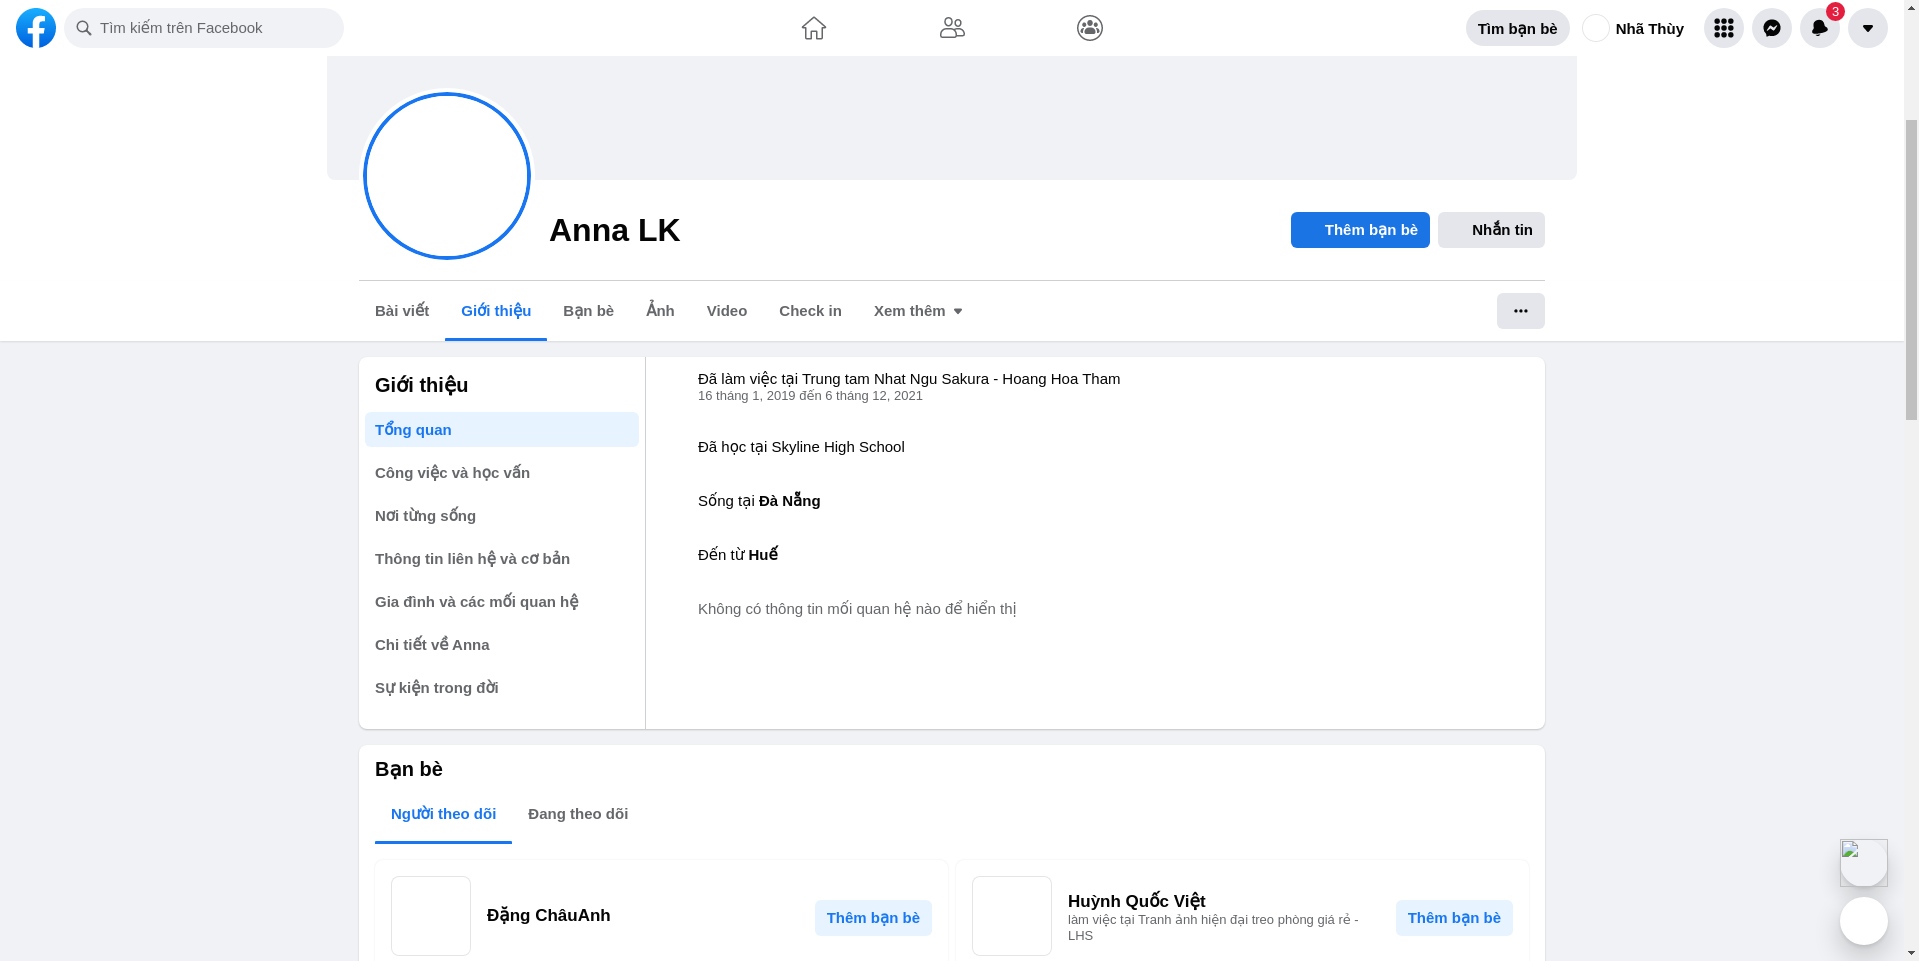 Tìm kiếm trên Facebook
Tìm bạn bè
Nhã Thùy
3
Anna LK
Thêm bạn bè
Nhắn tin
Bài viết
Giới thiệu
Bạn bè
Ảnh
Video
Check in
Xem thêm
Giới thiệu
Tổng quan
Công việc và học vấn
Nơi từng sống
Thông tin liên hệ và cơ bản
Gia đình và các mối quan hệ
Chi tiết về Anna
Sự kiện trong đời
Đã làm việc tại Trung tam Nhat Ngu Sakura - Hoang Hoa Tham
16 tháng 1, 2019 đến 6 tháng 12, 2021
Đã học tại Skyline High School
Sống tại Đà Nẵng
Đến từ Huế
Không có thông tin mối quan hệ nào để hiển thị
Bạn bè
Người theo dõi
Đang theo dõi
Đặng ChâuAnh
Thêm bạn bè
Huỳnh Quốc Việt
làm việc tại Tranh ảnh hiện đại treo phòng giá rẻ -
LHS
Thêm bạn bè